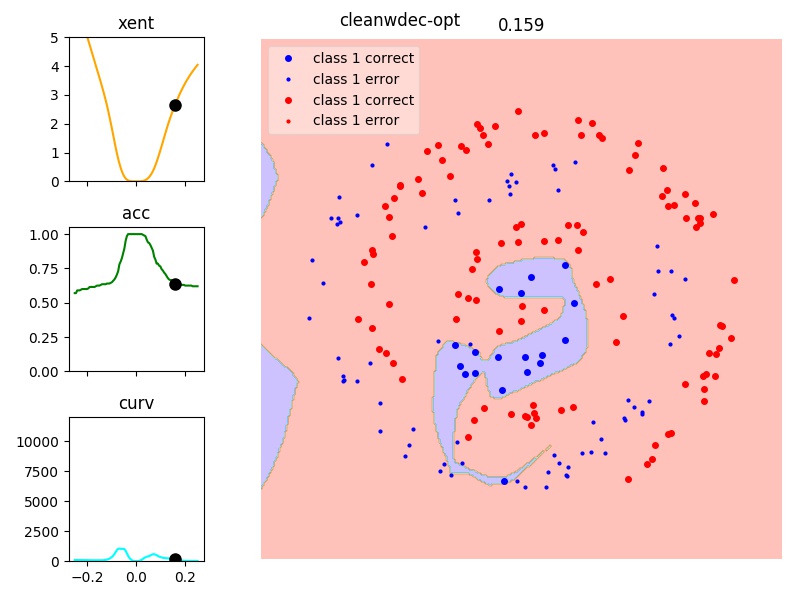 cleanwdec-opt 0.159
xent
5
4
3
2
1
0
acc
1.00
0.75
0.50
0.25
0.00
curv
10000
7500
5000
2500
0
−0.2 0.0 0.2
class 1 correct
class 1 error
class 1 correct
class 1 error